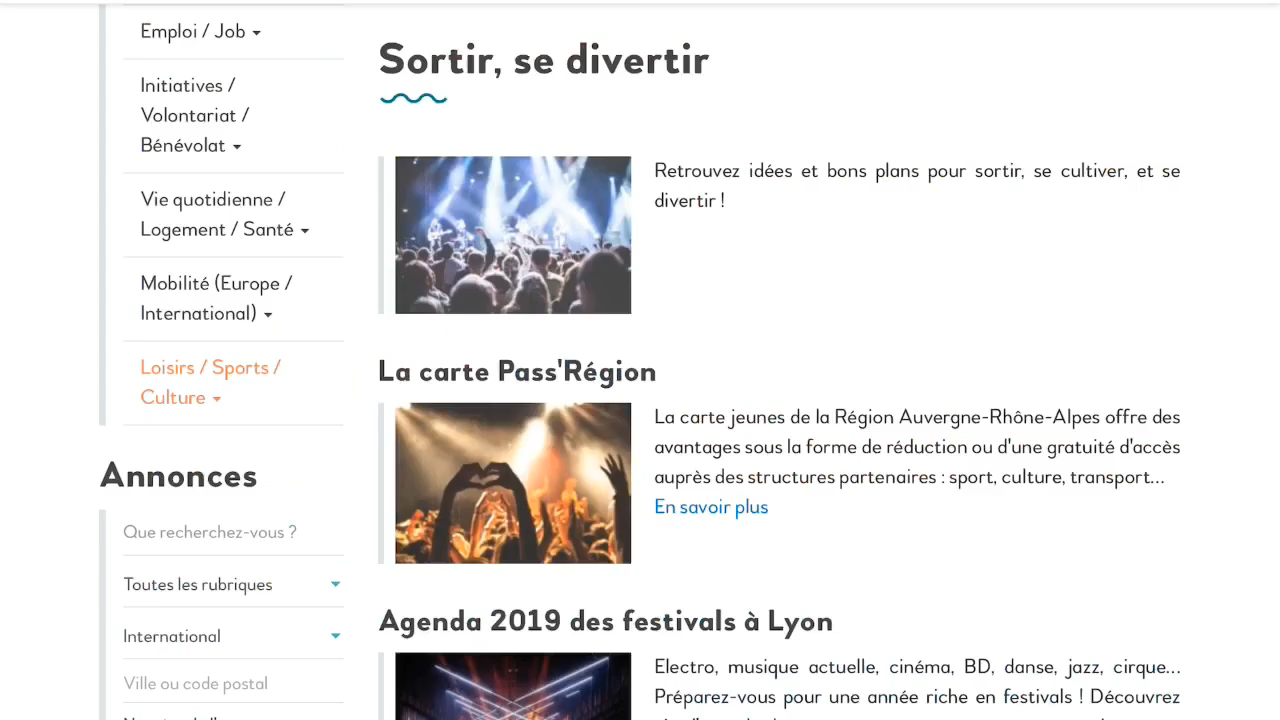 Emploi / Job
Initiatives /
Volontariat /
Bénévolat
Vie quotidienne /
Logement / Santé
Mobilité (Europe /
International)
Loisirs / Sports /
Culture
Annonces
Que recherchez-vous ?
Toutes les rubriques
International
Ville ou code postal
Sortir, se divertir
Retrouvez idées et bons plans pour sortir, se cultiver, et se
divertir !
La carte Pass'Région
La carte jeunes de la Région Auvergne-Rhône-Alpes offre des
avantages sous la forme de réduction ou d'une gratuité d'accès
auprès des structures partenaires : sport, culture, transport...
En savoir plus
Agenda 2019 des festivals à Lyon
Electro, musique actuelle, cinéma, BD, danse, jazz, cirque...
Préparez-vous pour une année riche en festivals ! Découvrez